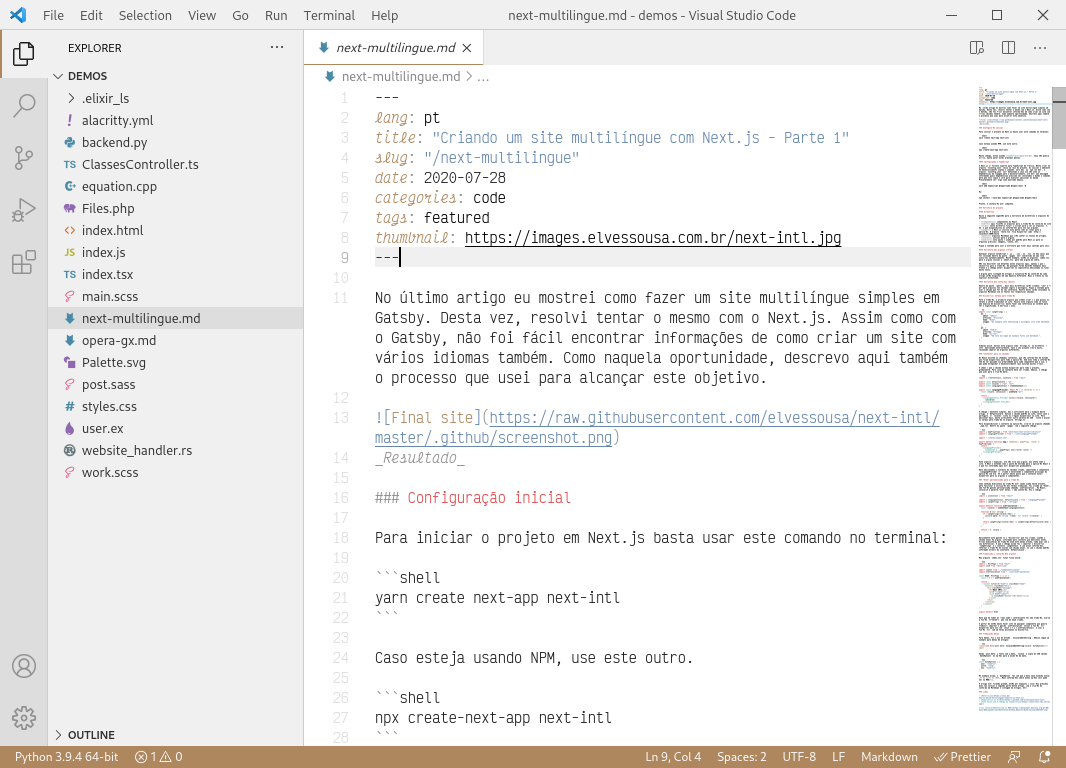 File Edit Selection View Go Run Terminal Help next-multilingue.md - demos - Visual Studio Code
EXPLORER
DEMOS
.elixir_ls
alacritty.yml
backend.py
ClassesController.ts
equation.cpp
Files.php
index.html
index.js
index.tsx
main.scss
next-multilingue.md
opera-gx.md
Palette.svg
post.sass
styles.css
user.ex
website_handler.rs
work.scss
OUTLINE
next-multilingue.md
next-multilingue.md > ...
1 ---
2 lang: pt
3 title: "Criando um site multilíngue com Next.js - Parte 1"
4 slug: "/next-multilingue"
5 date: 2020-07-28
6 categories: code
7 tags: featured
8 thumbnail: https://images.elvessousa.com.br/next-intl.jpg
9 ---
10
11 No último artigo eu mostrei como fazer um site multilíngue simples em
Gatsby. Desta vez, resolvi tentar o mesmo com o Next.js. Assim como com
o Gatsby, não foi fácil encontrar informações de como criar um site com
vários idiomas também. Como naquela oportunidade, descrevo aqui também
o processo que usei para alcançar este objetivo.
12
13 ![Final site](https://raw.githubusercontent.com/elvessousa/next-intl/
master/.github/screenshot.png)
14 _Resultado_
15
16 ### Configuração inicial
17
18 Para iniciar o projeto em Next.js basta usar este comando no terminal:
19
20 ```shell
21 yarn create next-app next-intl
22 ```
23
24 Caso esteja usando NPM, use este outro.
25
26 ```shell
27 npx create-next-app next-intl
28 ```
Python 3.9.4 64-bit 1 0 Ln 9, Col 4 Spaces: 2 UTF-8 LF Markdown Prettier